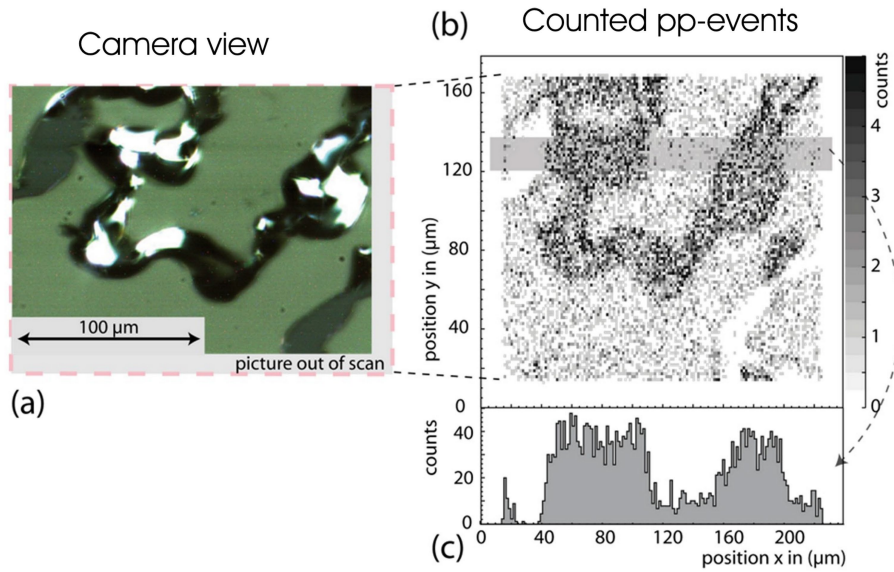 Camera view
(b)
Counted pp-events
100 µm
picture out of scan
(a)
position y in (µm)
160
120
80
40
0
counts
4
3
2
1
0
counts
40
20
0
(c)
0
40
80
120
160
200
position x in (µm)